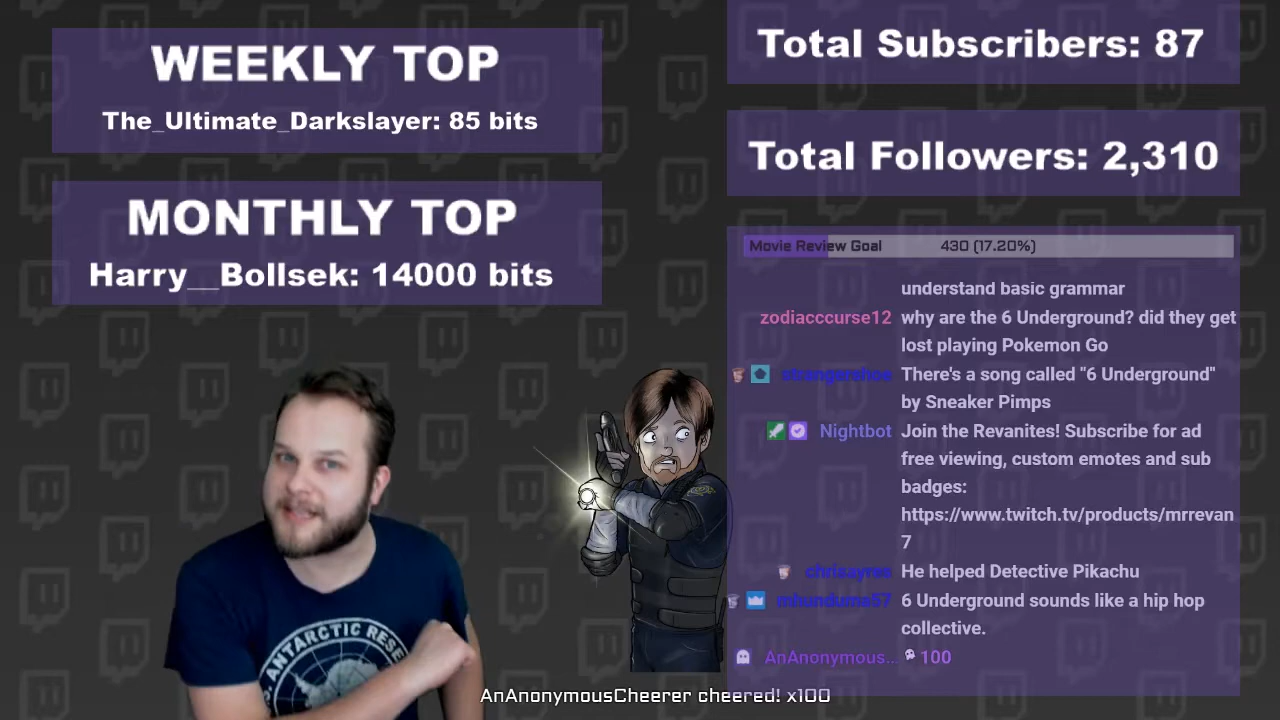 WEEKLY TOP
The_Ultimate_Darkslayer: 85 bits
MONTHLY TOP
Harry__Bollsek: 14000 bits
Total Subscribers: 87
Total Followers: 2,310
Movie Review Goal 430 (17.20%)
understand basic grammar
zodiacccurse12 why are the 6 Underground? did they get
lost playing Pokemon Go
There's a song called "6 Underground"
by Sneaker Pimps
Nightbot Join the Revanites! Subscribe for ad
free viewing, custom emotes and sub
badges:
https://www.twitch.tv/products/mrrevan
7
He helped Detective Pikachu
mhunduma57 6 Underground sounds like a hip hop
collective.
AnAnonymous... 100
AnAnonymousCheerer cheered! x100
ANTARCTIC RESE